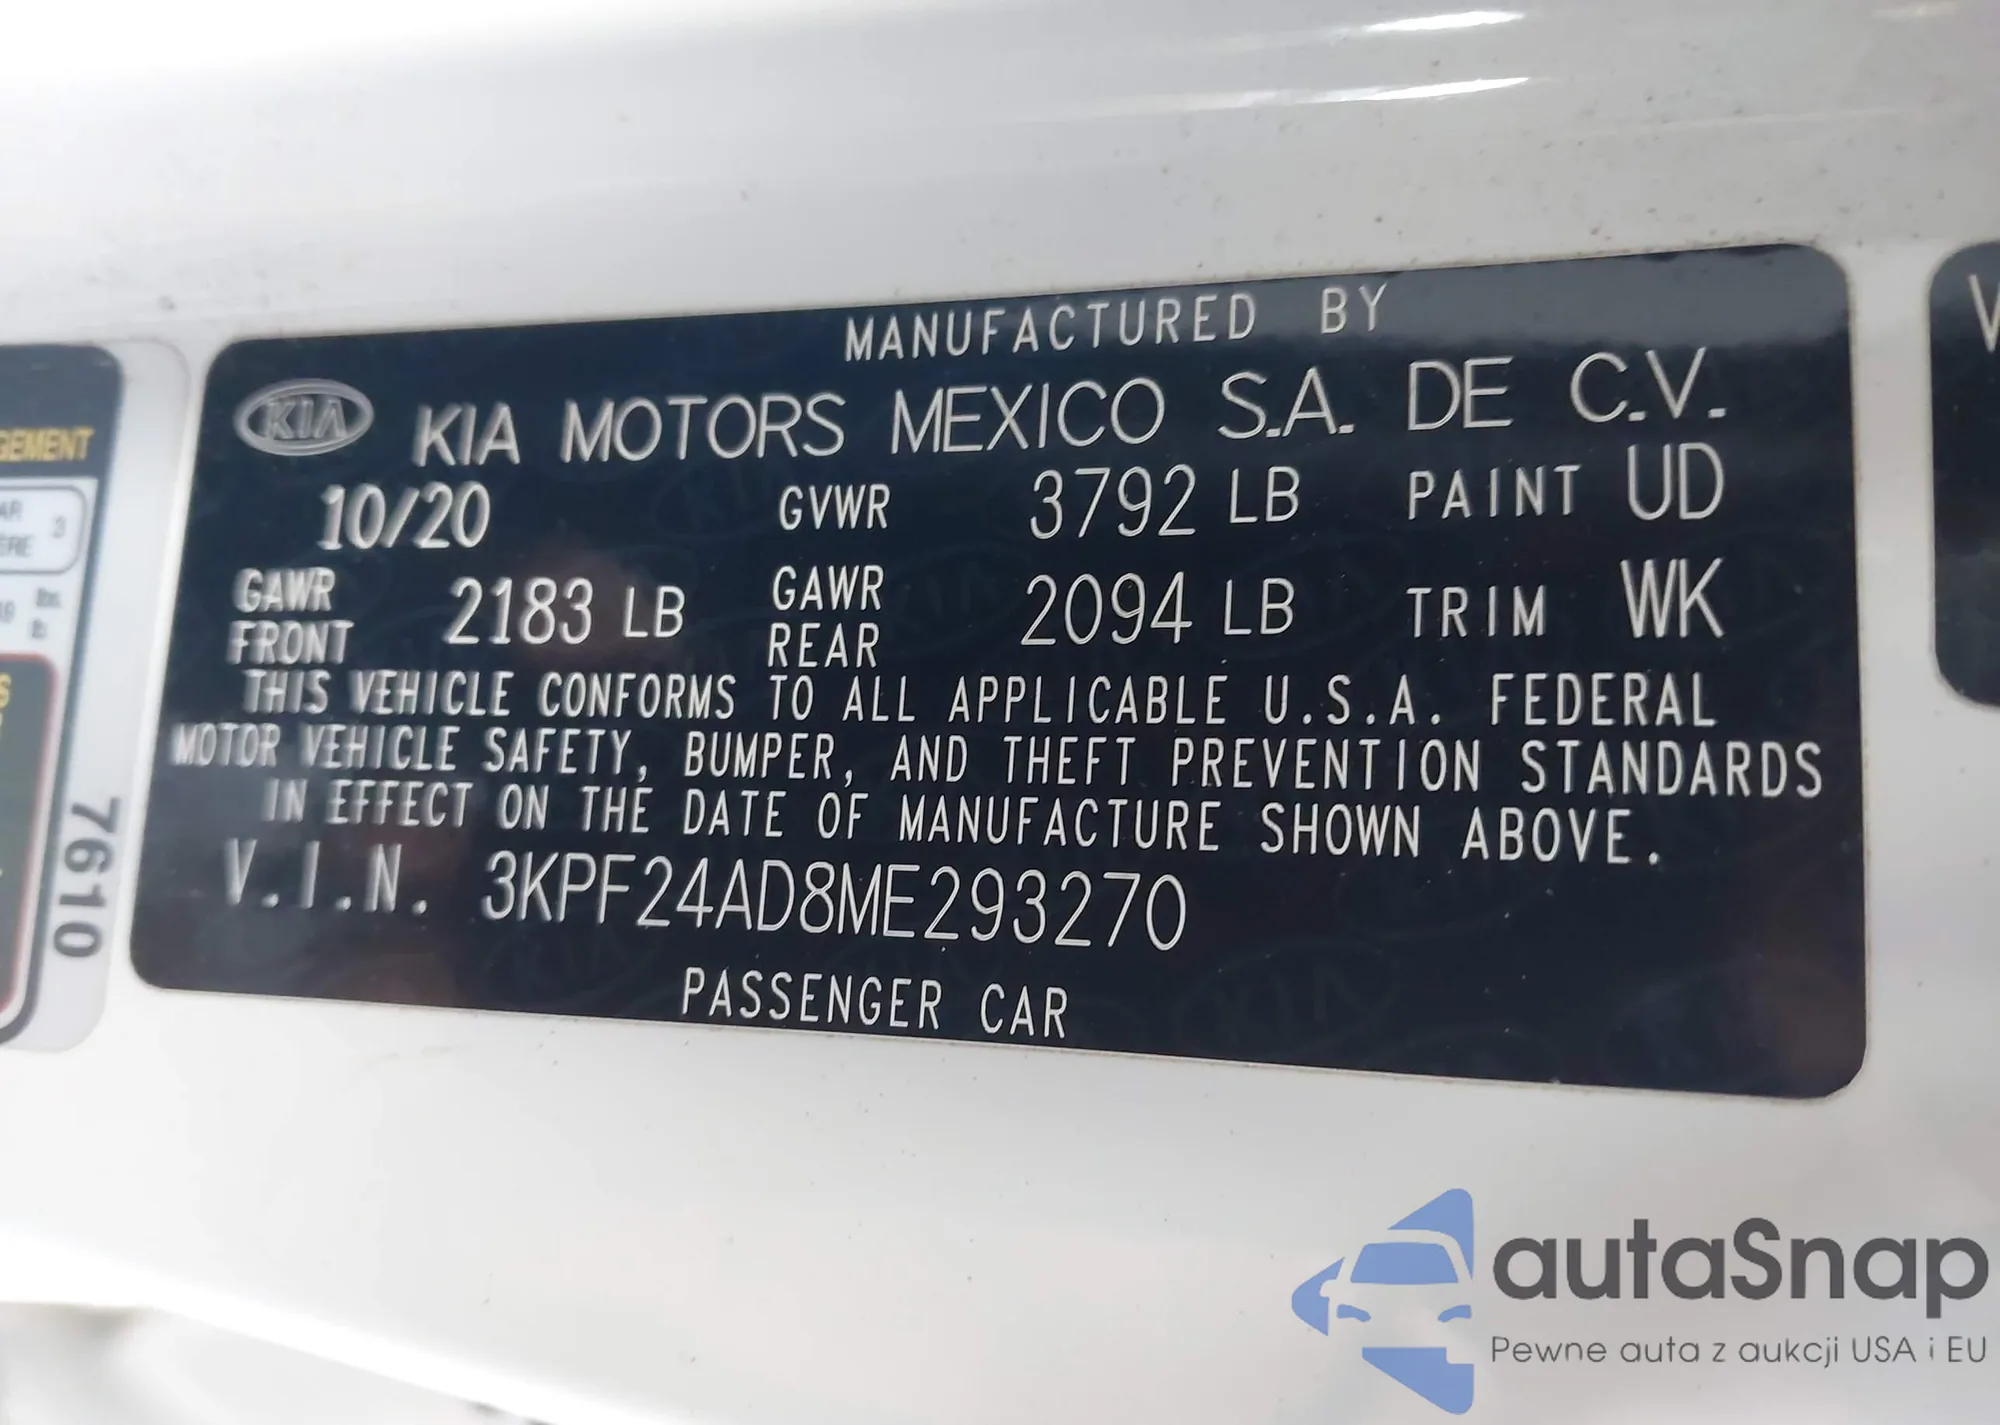 MANUFACTURED BY
KIA KIA MOTORS MEXICO S.A. DE C.V.
10/20 GVWR 3792 LB PAINT UD
GAWR FRONT 2183 LB GAWR REAR 2094 LB TRIM WK
THIS VEHICLE CONFORMS TO ALL APPLICABLE U.S.A. FEDERAL
MOTOR VEHICLE SAFETY, BUMPER, AND THEFT PREVENTION STANDARDS
IN EFFECT ON THE DATE OF MANUFACTURE SHOWN ABOVE.
V.I.N. 3KPF24AD8ME293270
PASSENGER CAR
3
lbs.
lb
7610
autaSnap
Pewne auta z aukcji USA i EU